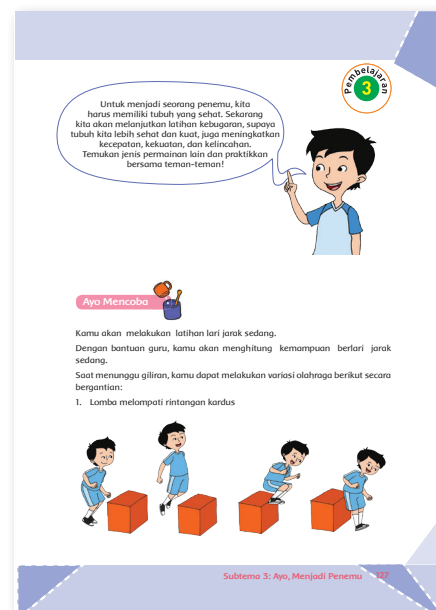 Pembelajaran
3
Untuk menjadi seorang penemu, kita
harus memiliki tubuh yang sehat. Sekarang
kita akan melanjutkan latihan kebugaran, supaya
tubuh kita lebih sehat dan kuat, juga meningkatkan
kecepatan, kekuatan, dan kelincahan.
Temukan jenis permainan lain dan praktikkan
bersama teman-teman!
Ayo Mencoba
Kamu akan melakukan latihan lari jarak sedang.
Dengan bantuan guru, kamu akan menghitung kemampuan berlari jarak
sedang.
Saat menunggu giliran, kamu dapat melakukan variasi olahraga berikut secara
bergantian:
1. Lomba melompati rintangan kardus
Subtema 3: Ayo, Menjadi Penemu 127